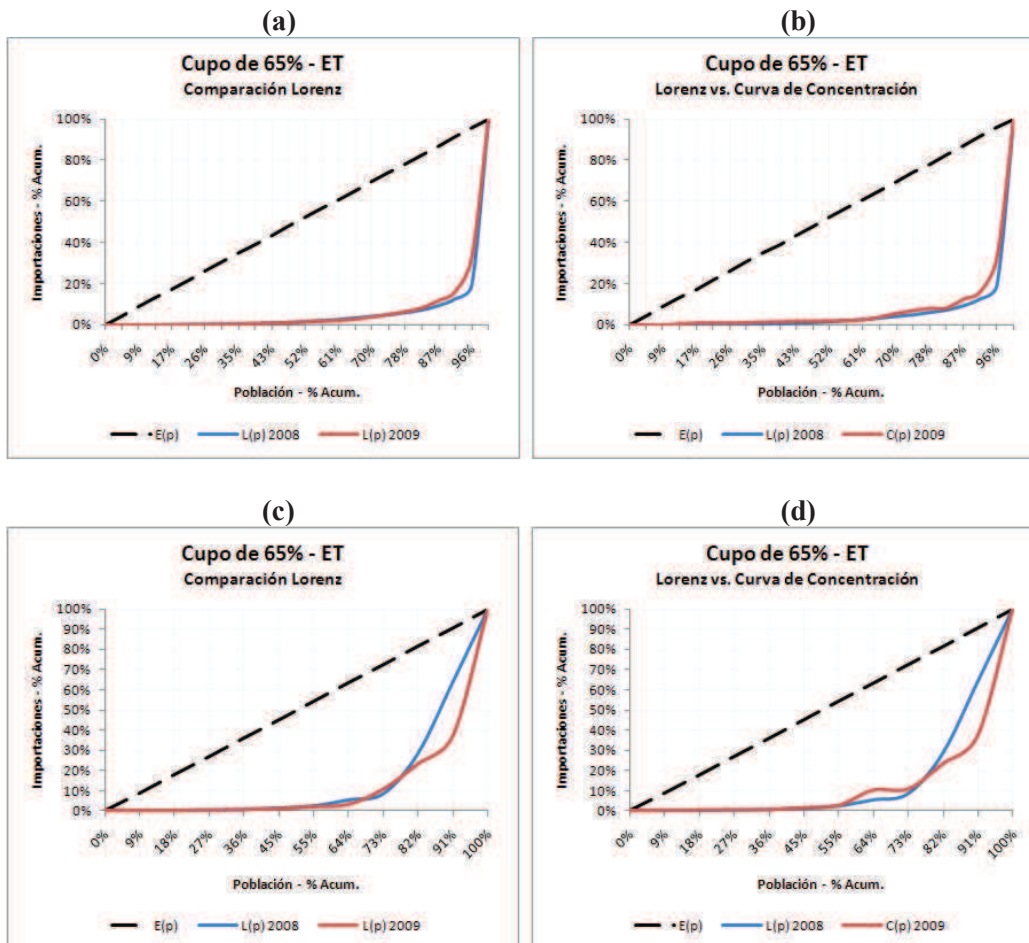 (a)
Cupo de 65% - ET
Comparación Lorenz
Importaciones - % Acum.
100%
80%
60%
40%
20%
0%
0% 9% 17% 26% 35% 43% 52% 61% 70% 78% 87% 96%
Población - % Acum.
E(p) L(p) 2008 L(p) 2009
(b)
Cupo de 65% - ET
Lorenz vs. Curva de Concentración
Importaciones - % Acum.
100%
80%
60%
40%
20%
0%
0% 9% 17% 26% 35% 43% 52% 61% 70% 78% 87% 96%
Población - % Acum.
E(p) L(p) 2008 C(p) 2009
(c)
Cupo de 65% - ET
Comparación Lorenz
Importaciones - % Acum.
100%
90%
80%
70%
60%
50%
40%
30%
20%
10%
0%
0% 9% 18% 27% 36% 45% 55% 64% 73% 82% 91% 100%
Población - % Acum.
E(p) L(p) 2008 L(p) 2009
(d)
Cupo de 65% - ET
Lorenz vs. Curva de Concentración
Importaciones - % Acum.
100%
90%
80%
70%
60%
50%
40%
30%
20%
10%
0%
0% 9% 18% 27% 36% 45% 55% 64% 73% 82% 91% 100%
Población - % Acum.
E(p) L(p) 2008 C(p) 2009